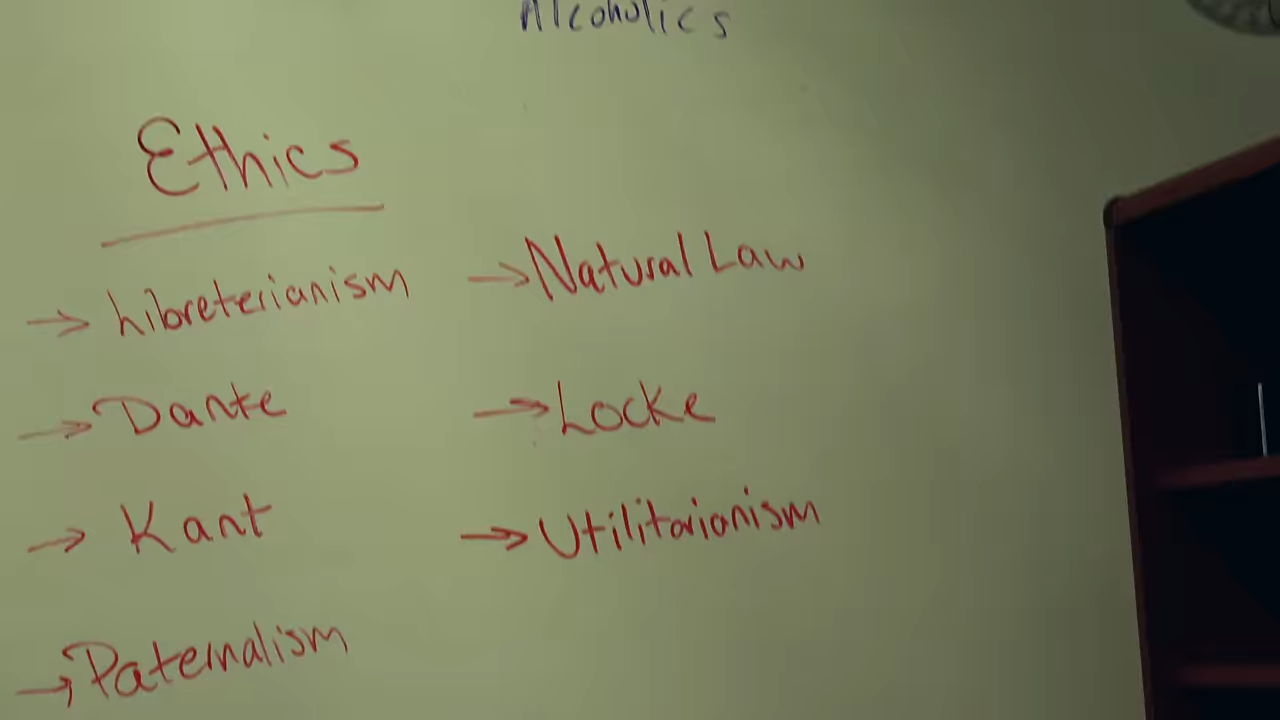 Alcoholics
Ethics
→ Libreterianism
→ Dante
→ Kant
→ Paternalism
→ Natural Law
→ Locke
→ Utilitarianism